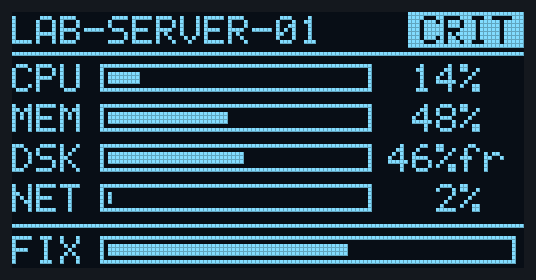 LAB-SERVER-01 CRIT
CPU 14%
MEM 48%
DSK 46%fr
NET 2%
FIX